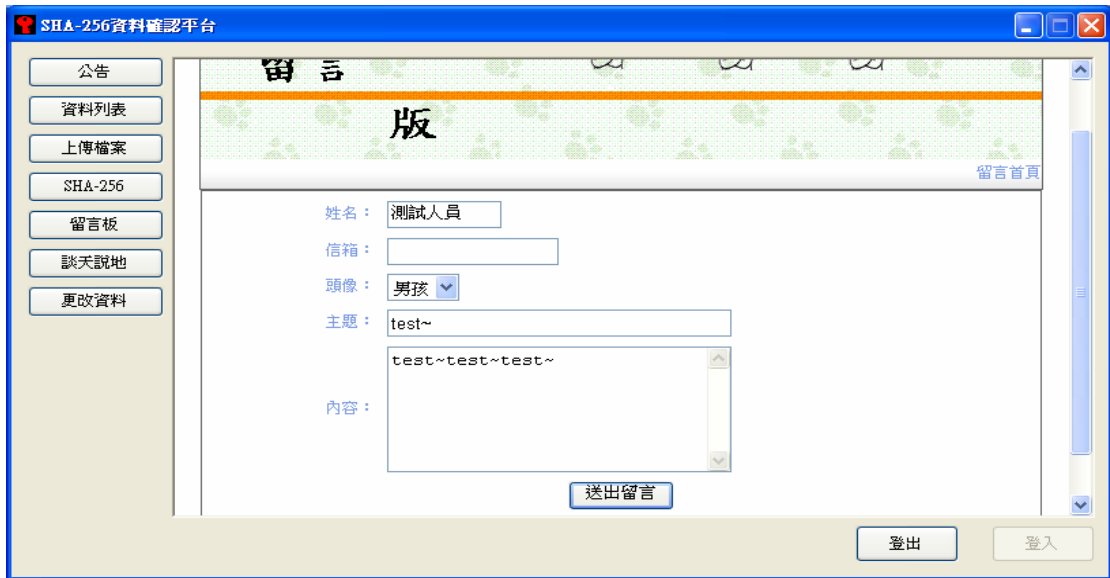 SHA-256資料確認平台
公告
資料列表
上傳檔案
SHA-256
留言板
談天說地
更改資料
留言
版
留言首頁
姓名：
測試人員
信箱：
頭像：
男孩
主題：
test~
內容：
test~test~test~
送出留言
登出
登入